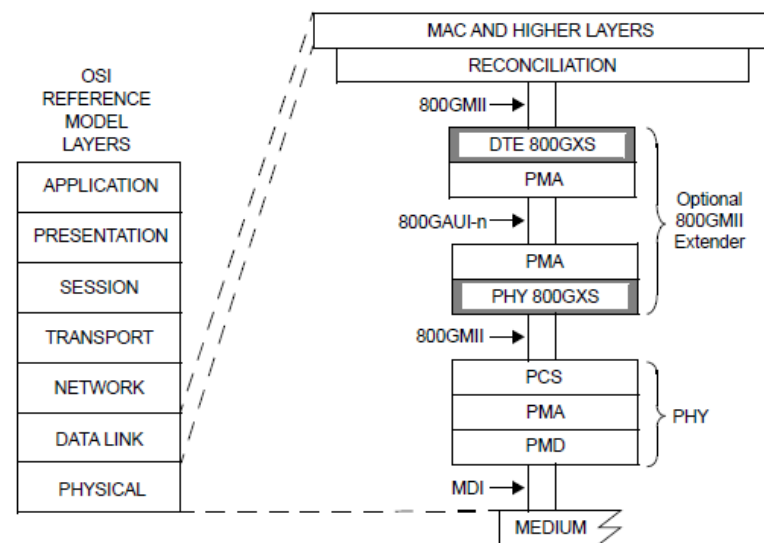 OSI
REFERENCE
MODEL
LAYERS
APPLICATION
PRESENTATION
SESSION
TRANSPORT
NETWORK
DATA LINK
PHYSICAL
MAC AND HIGHER LAYERS
RECONCILIATION
800GMII
DTE 800GXS
PMA
800GAUI-n
PMA
PHY 800GXS
Optional
800GMII
Extender
800GMII
PCS
PMA
PMD
PHY
MDI
MEDIUM